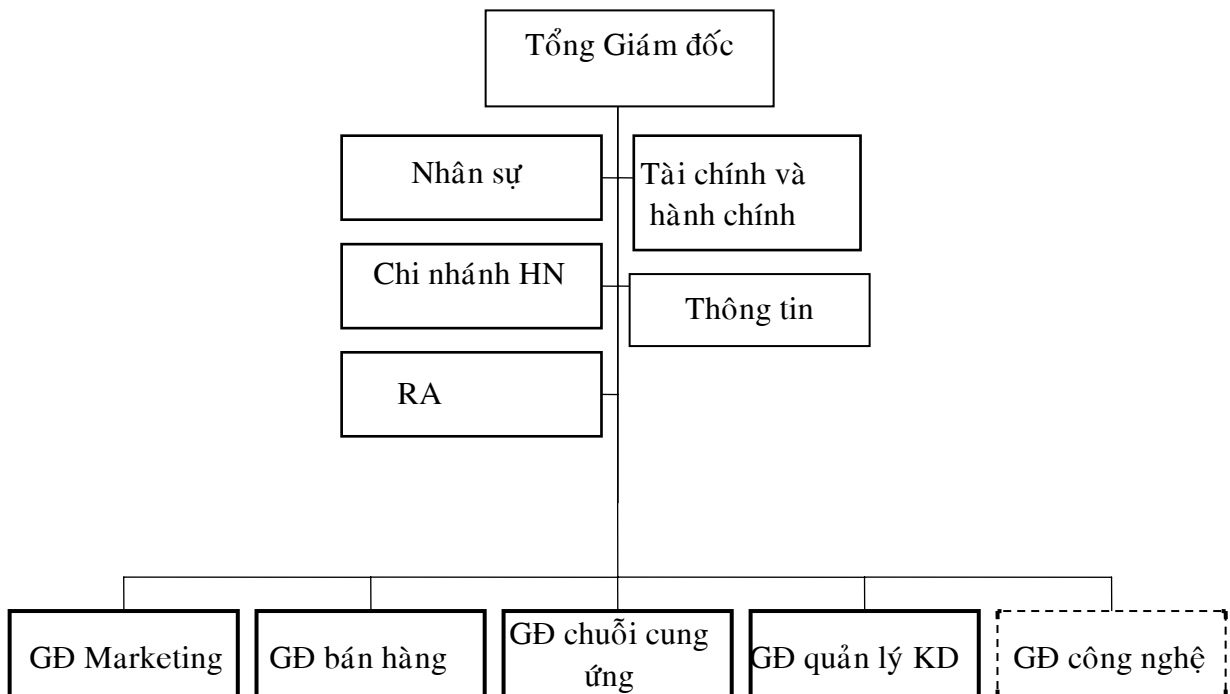 Tổng Giám đốc
Nhân sự
Tài chính và
hành chính
Chi nhánh HN
Thông tin
RA
GĐ Marketing
GĐ bán hàng
GĐ chuỗi cung
ứng
GĐ quản lý KD
GĐ công nghệ